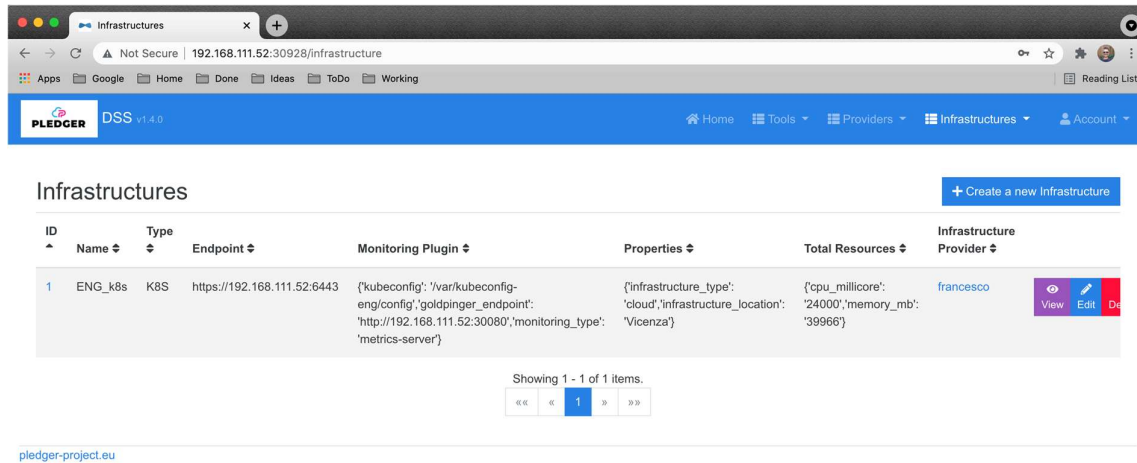 Infrastructures
Not Secure | 192.168.111.52:30928/infrastructure
Apps Google Home Done Ideas ToDo Working Reading List
PLEDGER DSS v1.4.0 Home Tools Providers Infrastructures Account
Infrastructures
+ Create a new Infrastructure
ID Name Type Endpoint Monitoring Plugin Properties Total Resources Infrastructure Provider
1 ENG_k8s K8S https://192.168.111.52:6443 {'kubeconfig': '/var/kubeconfig-
eng/config','goldpinger_endpoint':
'http://192.168.111.52:30080','monitoring_type':
'metrics-server'}
{'infrastructure_type':
'cloud','infrastructure_location':
'Vicenza'}
{'cpu_millicore':
'24000','memory_mb':
'39966'}
francesco
View Edit De
Showing 1 - 1 of 1 items.
«« « 1 » »»
pledger-project.eu